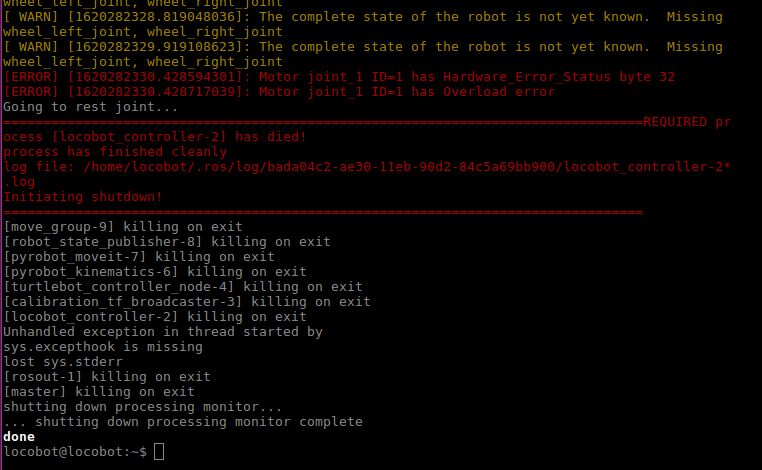 wheel_left_joint, wheel_right_joint
[ WARN] [1620282328.819048036]: The complete state of the robot is not yet known.  Missing
wheel_left_joint, wheel_right_joint
[ WARN] [1620282329.919108623]: The complete state of the robot is not yet known.  Missing
wheel_left_joint, wheel_right_joint
[ERROR] [1620282330.428594301]: Motor joint_1 ID=1 has Hardware_Error_Status byte 32
[ERROR] [1620282330.428717039]: Motor joint_1 ID=1 has Overload error
Going to rest joint...
================================================================================REQUIRED pr
ocess [locobot_controller-2] has died!
process has finished cleanly
log file: /home/locobot/.ros/log/bada04c2-ae30-11eb-90d2-84c5a69bb900/locobot_controller-2*
.log
Initiating shutdown!
================================================================================
[move_group-9] killing on exit
[robot_state_publisher-8] killing on exit
[pyrobot_moveit-7] killing on exit
[pyrobot_kinematics-6] killing on exit
[turtlebot_controller_node-4] killing on exit
[calibration_tf_broadcaster-3] killing on exit
[locobot_controller-2] killing on exit
Unhandled exception in thread started by
sys.excepthook is missing
lost sys.stderr
[rosout-1] killing on exit
[master] killing on exit
shutting down processing monitor...
... shutting down processing monitor complete
done
locobot@locobot:~$